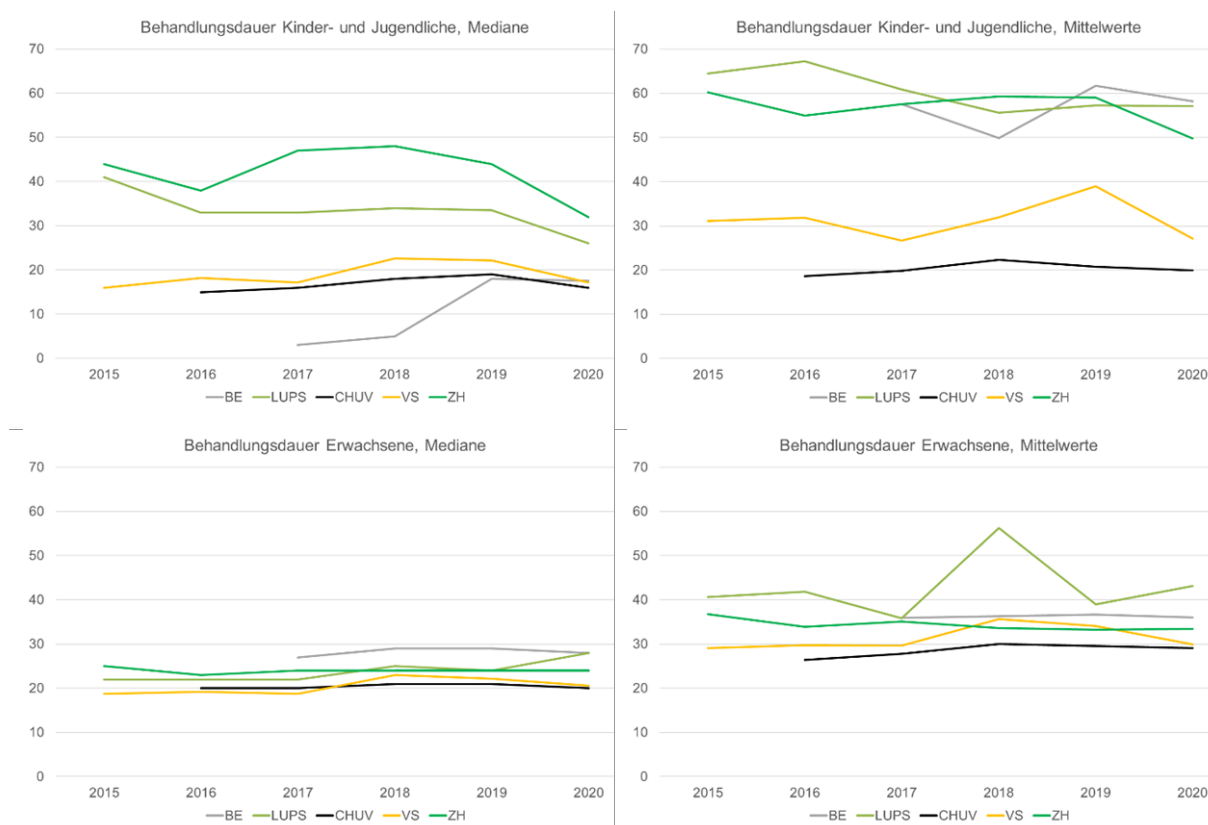 Behandlungsdauer Kinder- und Jugendliche, Mediane
70
60
50
40
30
20
10
0
2015 2016 2017 2018 2019 2020
BE LUPS CHUV VS ZH
Behandlungsdauer Kinder- und Jugendliche, Mittelwerte
70
60
50
40
30
20
10
0
2015 2016 2017 2018 2019 2020
BE LUPS CHUV VS ZH
Behandlungsdauer Erwachsene, Mediane
70
60
50
40
30
20
10
0
2015 2016 2017 2018 2019 2020
BE LUPS CHUV VS ZH
Behandlungsdauer Erwachsene, Mittelwerte
70
60
50
40
30
20
10
0
2015 2016 2017 2018 2019 2020
BE LUPS CHUV VS ZH